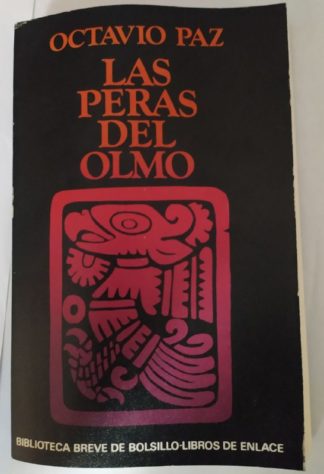 OCTAVIO PAZ
LAS
PERAS
DEL
OLMO
BIBLIOTECA BREVE DE BOLSILLO·LIBROS DE ENLACE